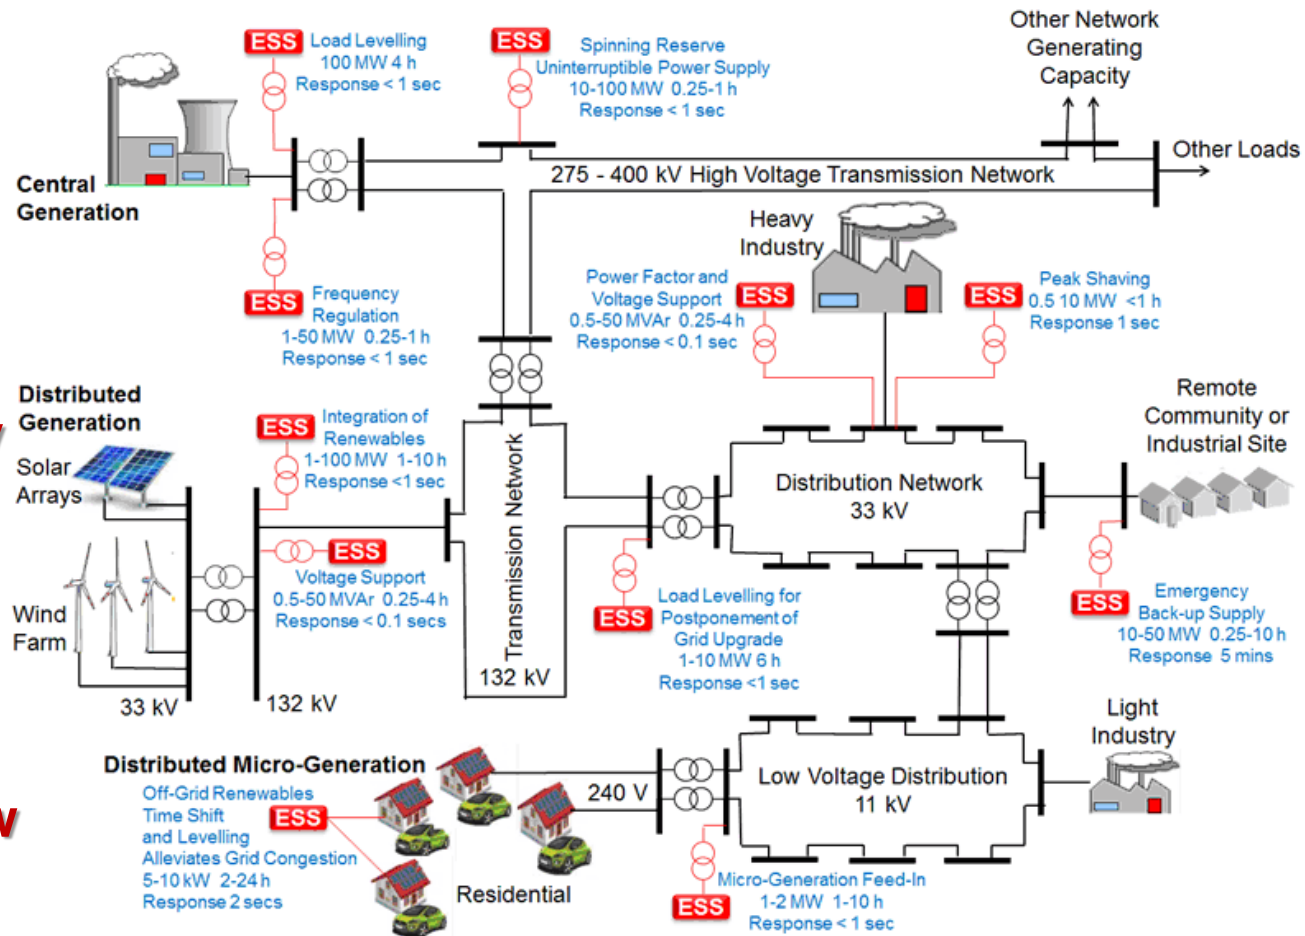 ESS
Load Levelling
100 MW 4 h
Response < 1 sec
ESS
Spinning Reserve
Uninterruptible Power Supply
10-100 MW 0.25-1 h
Response < 1 sec
Other Network
Generating
Capacity
Other Loads
Central
Generation
275 - 400 kV High Voltage Transmission Network
ESS
Frequency
Regulation
1-50 MW 0.25-1 h
Response < 1 sec
Heavy
Industry
Power Factor and
Voltage Support
0.5-50 MVAr 0.25-4 h
Response < 0.1 sec
ESS
ESS
Peak Shaving
0.5 10 MW <1 h
Response 1 sec
Distributed
Generation
Solar
Arrays
Wind
Farm
33 kV
132 kV
ESS
Integration of
Renewables
1-100 MW 1-10 h
Response <1 sec
ESS
Voltage Support
0.5-50 MVAr 0.25-4 h
Response < 0.1 secs
Transmission Network
132 kV
Distribution Network
33 kV
Remote
Community or
Industrial Site
ESS
Load Levelling for
Postponement of
Grid Upgrade
1-10 MW 6 h
Response <1 sec
ESS
Emergency
Back-up Supply
10-50 MW 0.25-10 h
Response 5 mins
Light
Industry
Distributed Micro-Generation
Off-Grid Renewables
Time Shift
and Levelling
Alleviates Grid Congestion
5-10 kW 2-24 h
Response 2 secs
ESS
Residential
240 V
Low Voltage Distribution
11 kV
ESS
Micro-Generation Feed-In
1-2 MW 1-10 h
Response < 1 sec